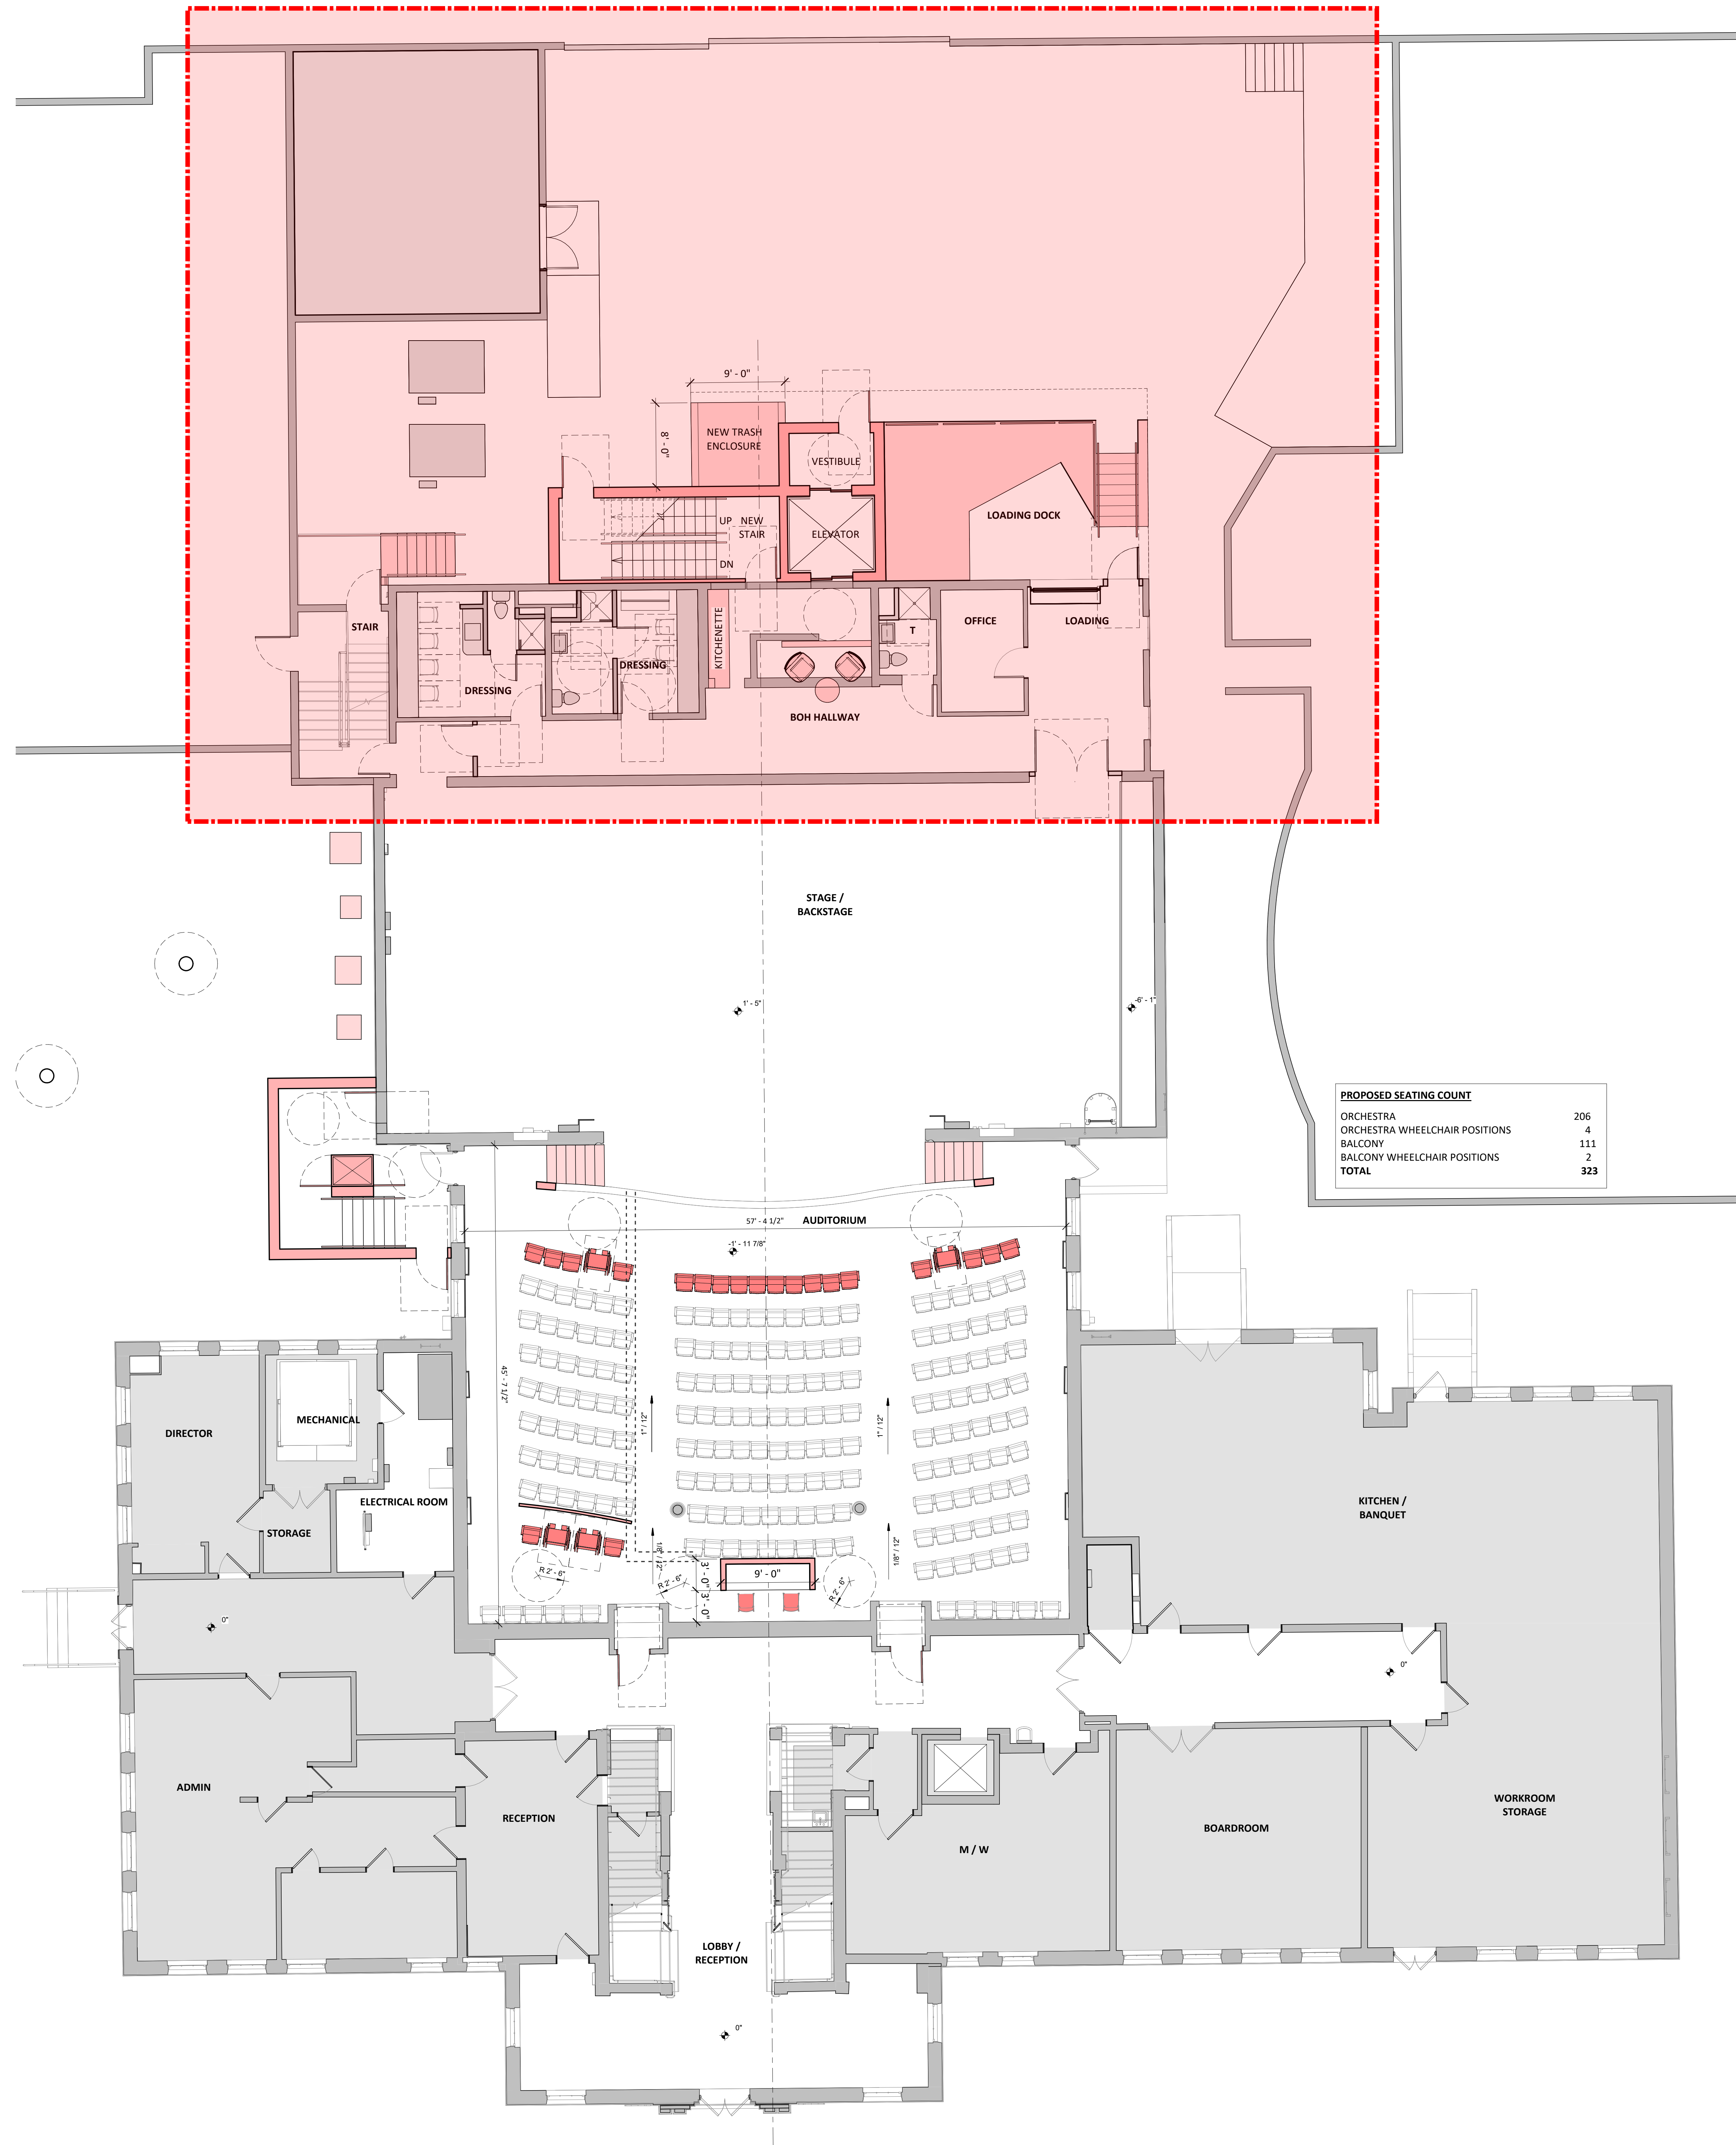 9' - 0"
8' - 0"
NEW TRASH
ENCLOSURE
VESTIBULE
UP NEW
STAIR
ELEVATOR
DN
LOADING DOCK
STAIR
KITCHENETTE
T
OFFICE
LOADING
DRESSING
DRESSING
BOH HALLWAY
STAGE /
BACKSTAGE
1' - 5"
-6' - 1"
PROPOSED SEATING COUNT
ORCHESTRA 206
ORCHESTRA WHEELCHAIR POSITIONS 4
BALCONY 111
BALCONY WHEELCHAIR POSITIONS 2
TOTAL 323
57' - 4 1/2" AUDITORIUM
-1' - 11 7/8"
45' - 7 1/2"
1" / 12"
1" / 12"
DIRECTOR
MECHANICAL
ELECTRICAL ROOM
STORAGE
KITCHEN /
BANQUET
1/8" / 12"
1/8" / 12"
R 2' - 6"
R 2' - 6"
3' - 0"
3' - 0"
9' - 0"
R 2' - 6"
0"
0"
ADMIN
RECEPTION
M / W
BOARDROOM
WORKROOM
STORAGE
LOBBY /
RECEPTION
0"